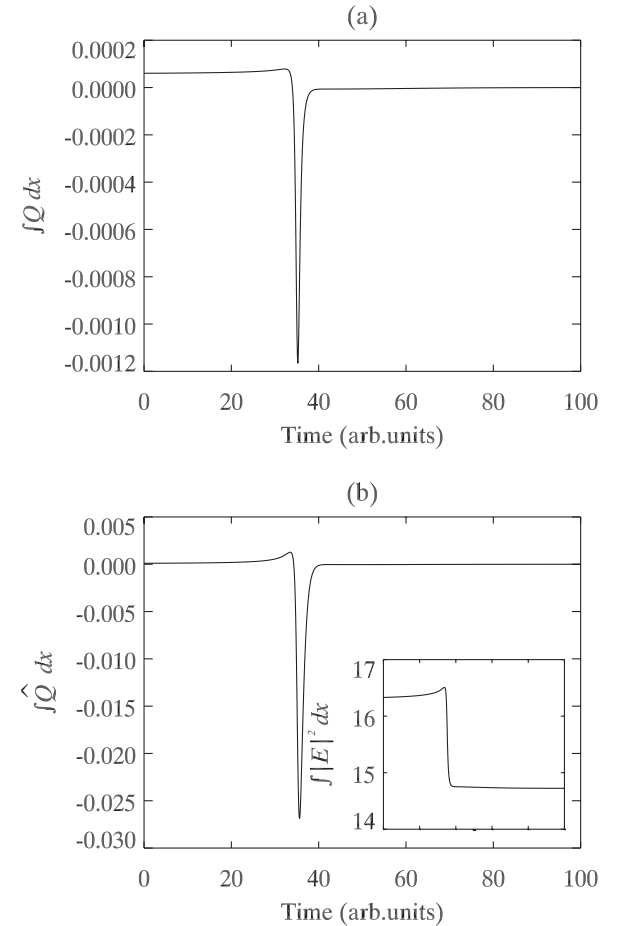 (a)
0.0002
0.0000
-0.0002
-0.0004
-0.0006
-0.0008
-0.0010
-0.0012
∫Q dx
0 20 40 60 80 100
Time (arb.units)
(b)
0.005
0.000
-0.005
-0.010
-0.015
-0.020
-0.025
-0.030
∫Q̂ dx
17
16
15
14
∫|E|² dx
0 20 40 60 80 100
Time (arb.units)